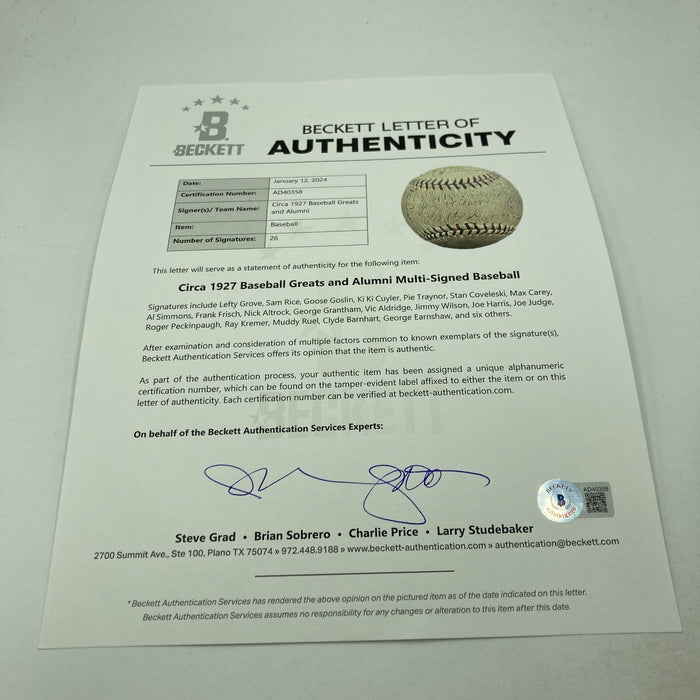 B
BECKETT
BECKETT LETTER OF
AUTHENTICITY
Date: January 12, 2024
Certification Number: AD40358
Signer(s)/ Team Name: Circa 1927 Baseball Greats and Alumni
Item: Baseball
Number of Signatures: 26
This letter will serve as a statement of authenticity for the following item:
Circa 1927 Baseball Greats and Alumni Multi-Signed Baseball
Signatures include Lefty Grove, Sam Rice, Goose Goslin, Ki Ki Cuyler, Pie Traynor, Stan Coveleski, Max Carey,
Al Simmons, Frank Frisch, Nick Altrock, George Grantham, Vic Aldridge, Jimmy Wilson, Joe Harris, Joe Judge,
Roger Peckinpaugh, Ray Kremer, Muddy Ruel, Clyde Barnhart, George Earnshaw, and six others.
After examination and consideration of multiple factors common to known exemplars of the signature(s),
Beckett Authentication Services offers its opinion that the item is authentic.
As part of the authentication process, your authentic item has been assigned a unique alphanumeric
certification number, which can be found on the tamper-evident label affixed to either the item or on this
letter of authenticity. Each certification number can be verified at beckett-authentication.com.
BECKETT
On behalf of the Beckett Authentication Services Experts:
BECKETT
B
AUTHENTICATED
AD40358
Steve Grad • Brian Sobrero • Charlie Price • Larry Studebaker
2700 Summit Ave., Ste 100, Plano TX 75074 » 972.448.9188 » www.beckett-authentication.com » authentication@beckett.com
*Beckett Authentication Services has rendered the above opinion on the pictured item as of the date indicated on this letter.
Beckett Authentication Services assumes no responsibility for any changes or alteration to this item after this date.